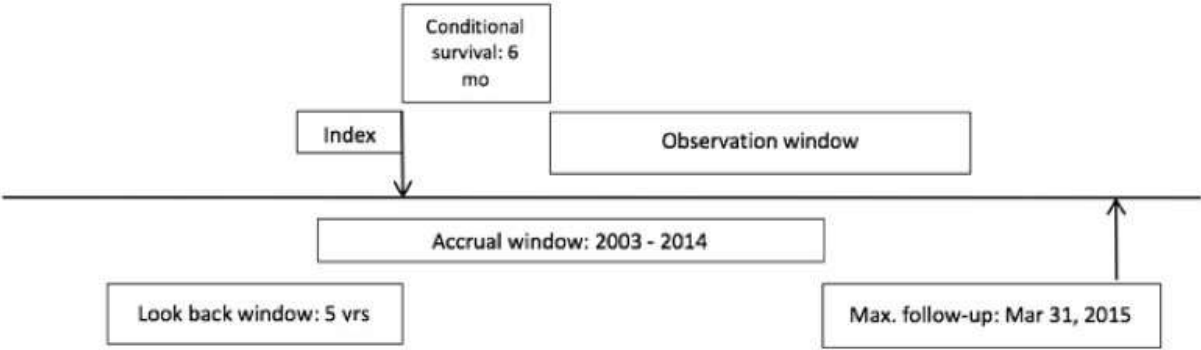 Conditional
survival: 6
mo
Index
Observation window
Accrual window: 2003 - 2014
Look back window: 5 yrs
Max. follow-up: Mar 31, 2015